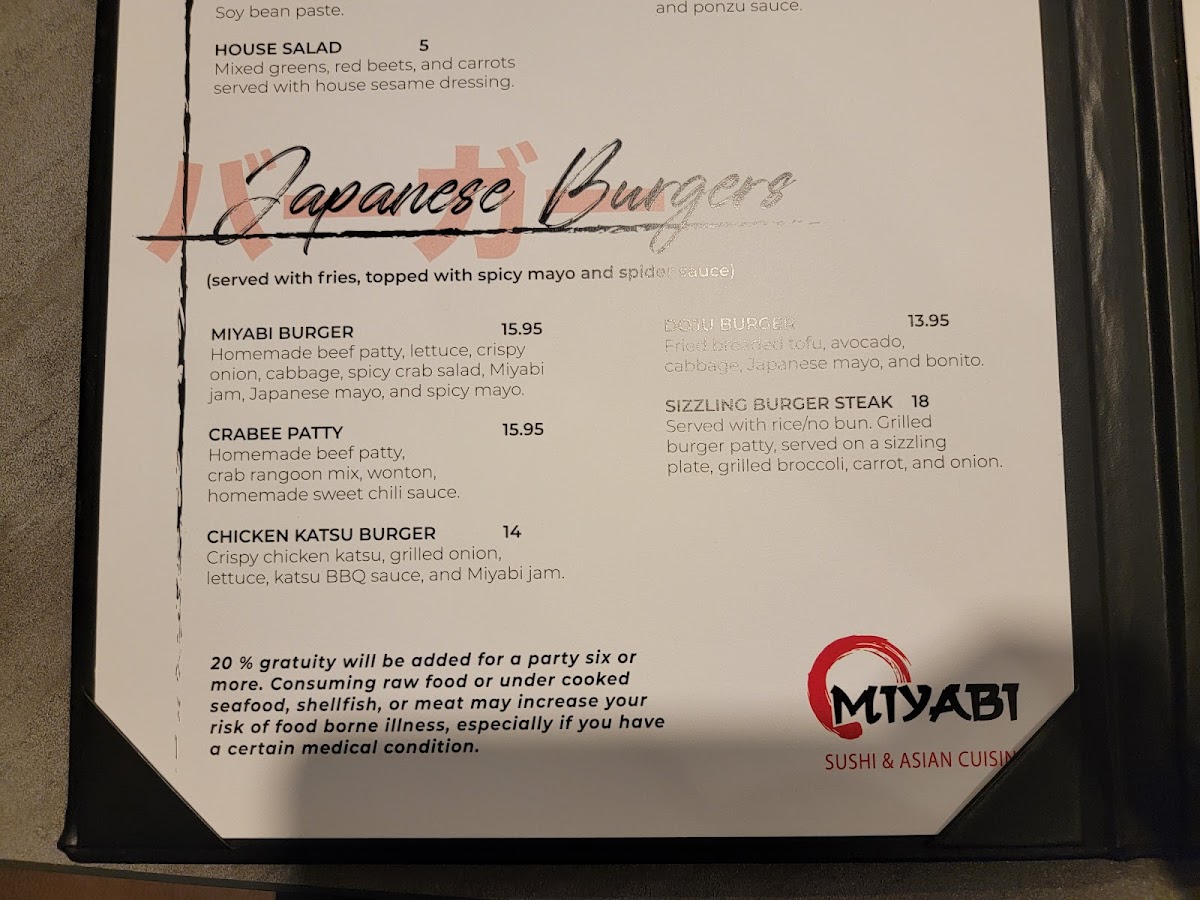 Soy bean paste.
and ponzu sauce.
HOUSE SALAD 5
Mixed greens, red beets, and carrots
served with house sesame dressing.
バーガー
Japanese Burgers
(served with fries, topped with spicy mayo and spider sauce)
MIYABI BURGER 15.95
Homemade beef patty, lettuce, crispy
onion, cabbage, spicy crab salad, Miyabi
jam, Japanese mayo, and spicy mayo.
CRABEE PATTY 15.95
Homemade beef patty,
crab rangoon mix, wonton,
homemade sweet chili sauce.
CHICKEN KATSU BURGER 14
Crispy chicken katsu, grilled onion,
lettuce, katsu BBQ sauce, and Miyabi jam.
BURGER 13.95
Fried breaded tofu, avocado,
cabbage, Japanese mayo, and bonito.
SIZZLING BURGER STEAK 18
Served with rice/no bun. Grilled
burger patty, served on a sizzling
plate, grilled broccoli, carrot, and onion.
20 % gratuity will be added for a party six or
more. Consuming raw food or under cooked
seafood, shellfish, or meat may increase your
risk of food borne illness, especially if you have
a certain medical condition.
MIYABI
SUSHI & ASIAN CUISIN